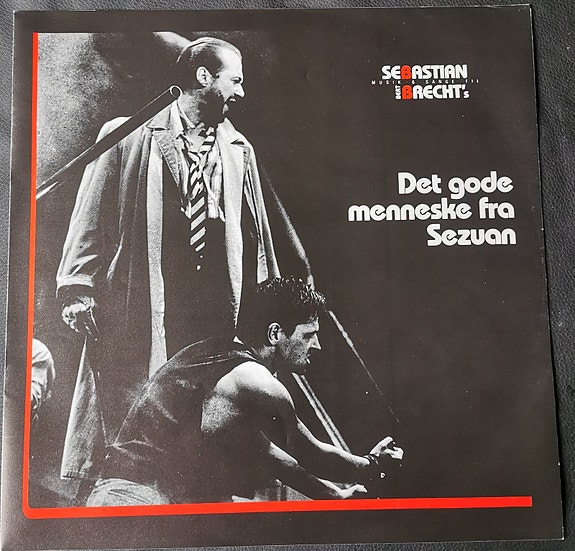 SEBASTIAN
MUSIK & SANGE TIL
BERT BRECHT's
Det gode
menneske fra
Sezuan